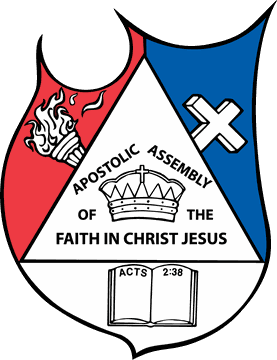 APOSTOLIC ASSEMBLY
OF THE
FAITH IN CHRIST JESUS
ACTS 2:38